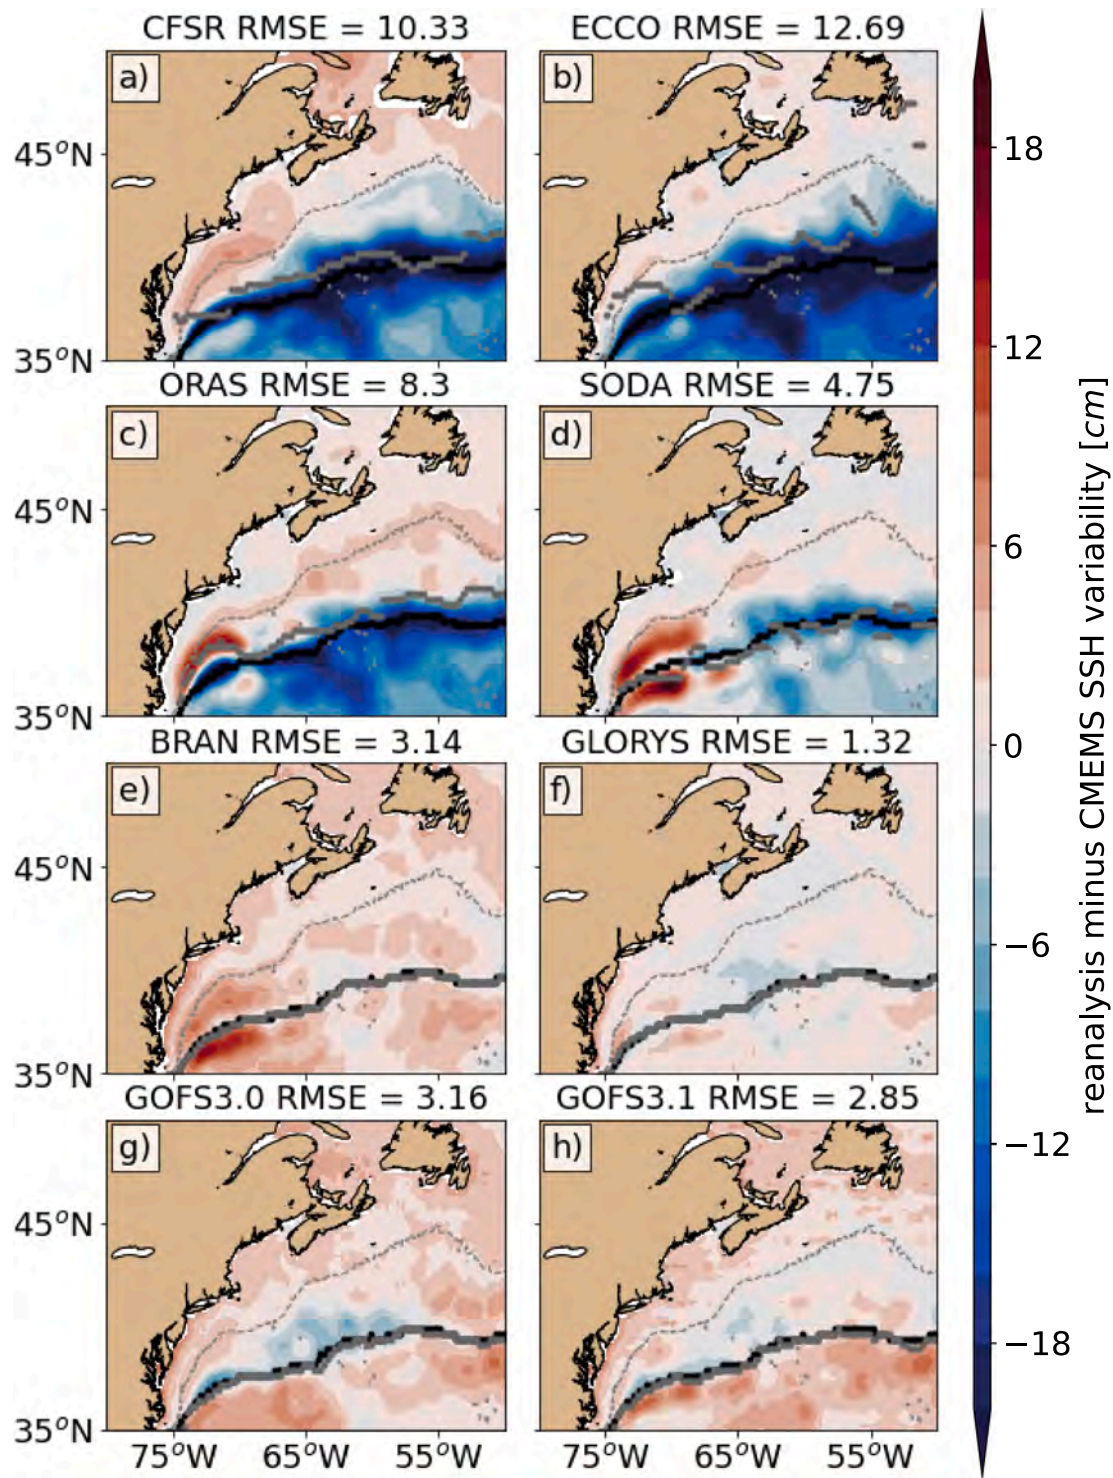 CFSR RMSE = 10.33
ECCO RMSE = 12.69
a)
b)
45°N
35°N
18
12
6
0
−6
−12
−18
reanalysis minus CMEMS SSH variability [cm]
ORAS RMSE = 8.3
SODA RMSE = 4.75
c)
d)
45°N
35°N
BRAN RMSE = 3.14
GLORYS RMSE = 1.32
e)
f)
45°N
35°N
GOFS3.0 RMSE = 3.16
GOFS3.1 RMSE = 2.85
g)
h)
45°N
35°N
75°W
65°W
55°W
75°W
65°W
55°W